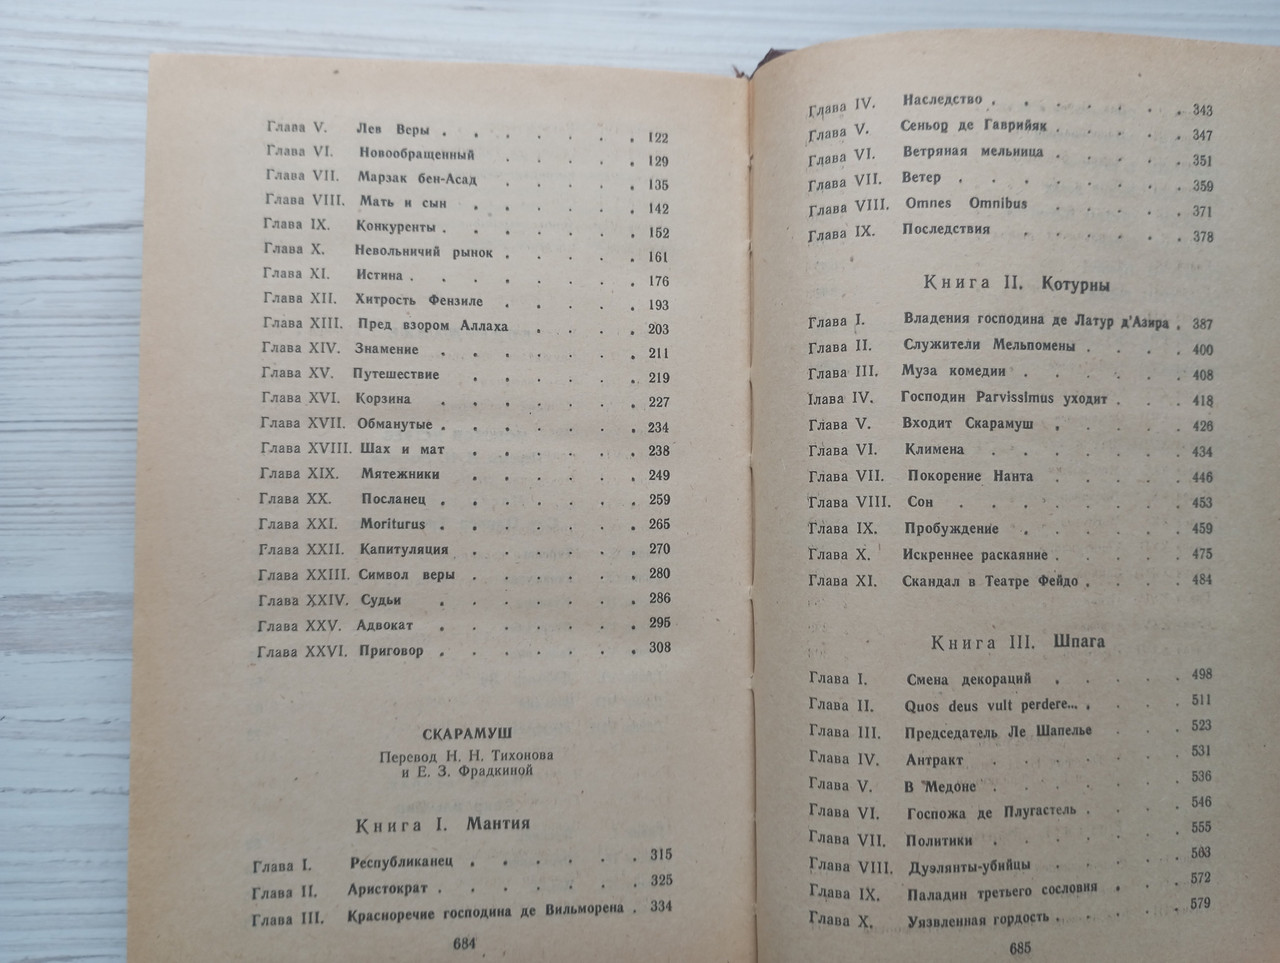 Глава V. Лев Веры . . . . . . . 122
Глава VI. Новообращенный . . . . . 129
Глава VII. Марзак бен-Асад . . . . . 135
Глава VIII. Мать и сын . . . . . . 142
Глава IX. Конкуренты . . . . . . . 152
Глава X. Невольничий рынок . . . . . 161
Глава XI. Истина . . . . . . . . 176
Глава XII. Хитрость Фензиле . . . . . 193
Глава XIII. Пред взором Аллаха . . . . 203
Глава XIV. Знамение . . . . . . . 211
Глава XV. Путешествие . . . . . . 219
Глава XVI. Корзина . . . . . . . 227
Глава XVII. Обманутые . . . . . . . 234
Глава XVIII. Шах и мат . . . . . . 238
Глава XIX. Мятежники . . . . . . 249
Глава XX. Посланец . . . . . . . 259
Глава XXI. Moriturus . . . . . . . 265
Глава XXII. Капитуляция . . . . . . 270
Глава XXIII. Символ веры . . . . . . 280
Глава XXIV. Судьи . . . . . . . 286
Глава XXV. Адвокат . . . . . . . 295
Глава XXVI. Приговор . . . . . . . 308
СКАРАМУШ
Перевод Н. Н. Тихонова
и Е. З. Фрадкиной
Книга I. Мантия
Глава I. Республиканец . . . . . . 315
Глава II. Аристократ . . . . . . . 325
Глава III. Красноречие господина де Вильморена . 334
684
Глава IV. Наследство . . . . . . . 343
Глава V. Сеньор де Гаврийяк . . . . . 347
Глава VI. Ветряная мельница . . . . . 351
Глава VII. Ветер . . . . . . . . 359
Глава VIII. Omnes Omnibus . . . . . 371
Глава IX. Последствия . . . . . . 378
Книга II. Котурны
Глава I. Владения господина де Латур д'Азира . 387
Глава II. Служители Мельпомены . . . . 400
Глава III. Муза комедии . . . . . . 408
Глава IV. Господин Parvissimus уходит . . . 418
Глава V. Входит Скарамуш . . . . . 426
Глава VI. Климена . . . . . . . 434
Глава VII. Покорение Нанта . . . . . 446
Глава VIII. Сон . . . . . . . . 453
Глава IX. Пробуждение . . . . . . 459
Глава X. Искреннее раскаяние . . . . . 475
Глава XI. Скандал в Театре Фейдо . . . . 484
Книга III. Шпага
Глава I. Смена декораций . . . . . 498
Глава II. Quos deus vult perdere... . . . . 511
Глава III. Председатель Ле Шапелье . . . 523
Глава IV. Антракт . . . . . . . 531
Глава V. В Медоне . . . . . . . 536
Глава VI. Госпожа де Плугастель . . . . 546
Глава VII. Политики . . . . . . . 555
Глава VIII. Дуэлянты-убийцы . . . . . 563
Глава IX. Паладин третьего сословия . . . 572
Глава X. Уязвленная гордость . . . . . 579
685